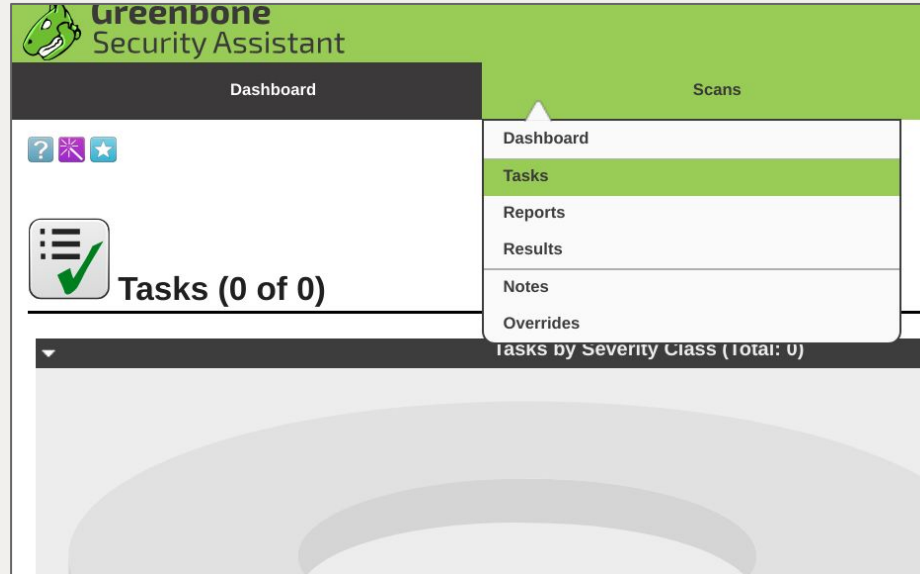 Greenbone
Security Assistant
Dashboard
Scans
?
Dashboard
Tasks
Reports
Results
Notes
Overrides
Tasks (0 of 0)
Tasks by Severity Class (Total: 0)